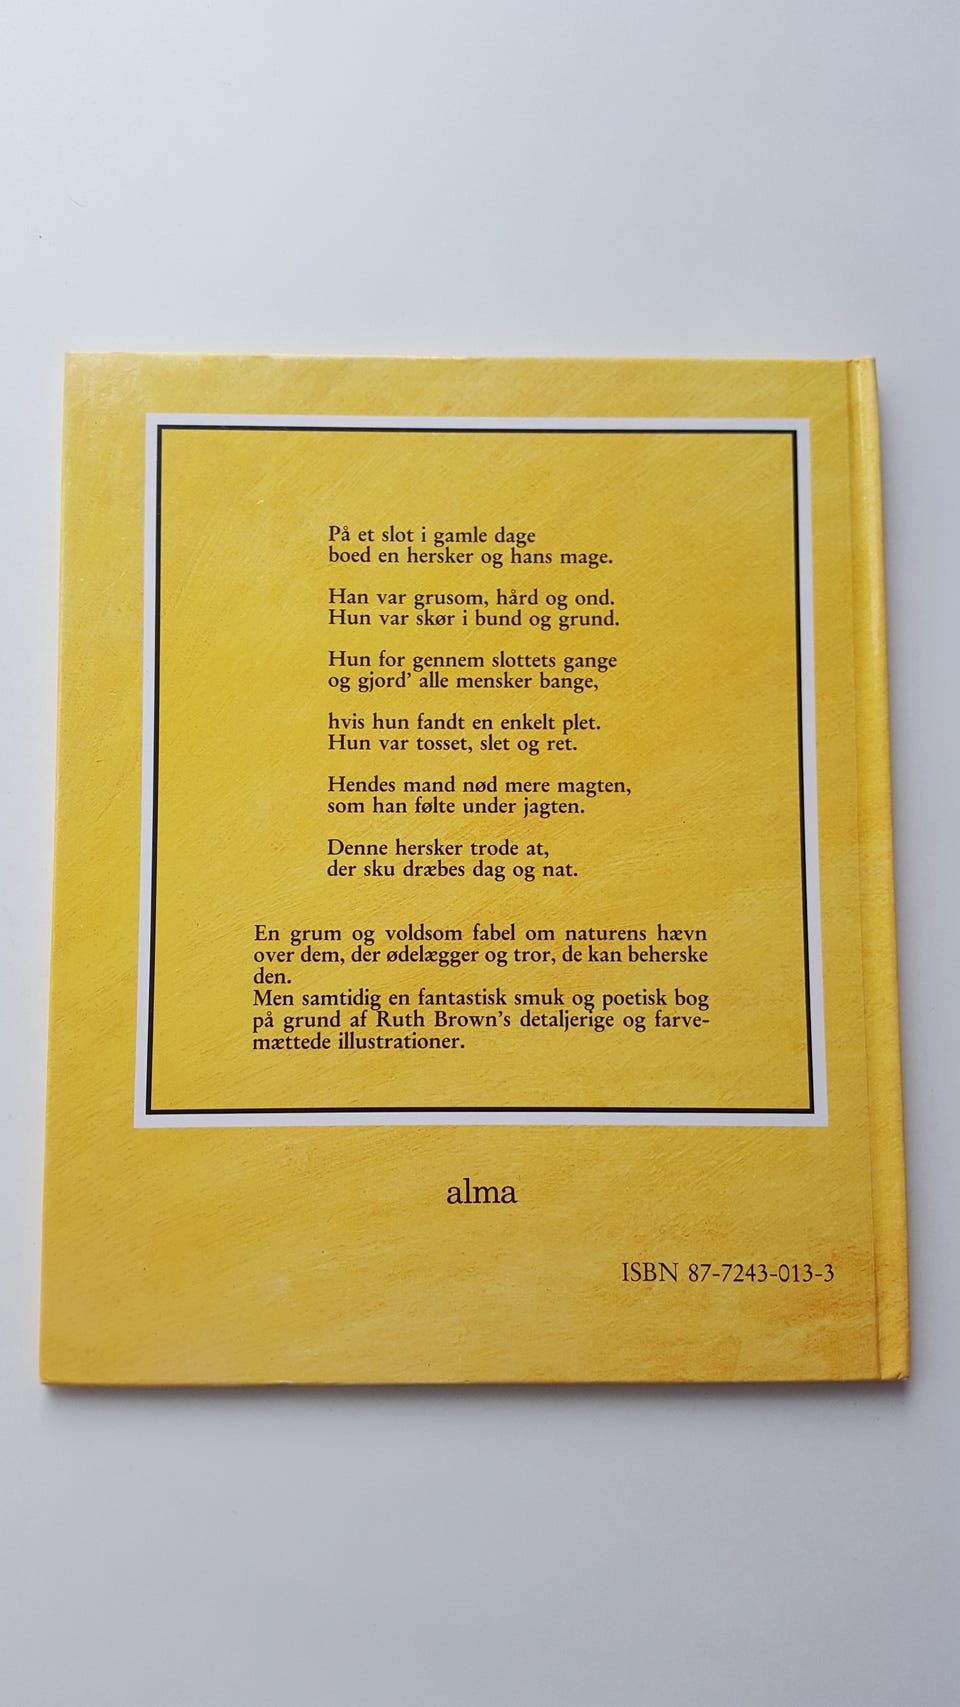 På et slot i gamle dage
boed en hersker og hans mage.
Han var grusom, hård og ond.
Hun var skør i bund og grund.
Hun for gennem slottets gange
og gjord' alle mensker bange,
hvis hun fandt en enkelt plet.
Hun var tosset, slet og ret.
Hendes mand nød mere magten,
som han følte under jagten.
Denne hersker trode at,
der sku dræbes dag og nat.
En grum og voldsom fabel om naturens hævn
over dem, der ødelægger og tror, de kan beherske
den.
Men samtidig en fantastisk smuk og poetisk bog
på grund af Ruth Brown's detaljerige og farve-
mættede illustrationer.
alma
ISBN 87-7243-013-3